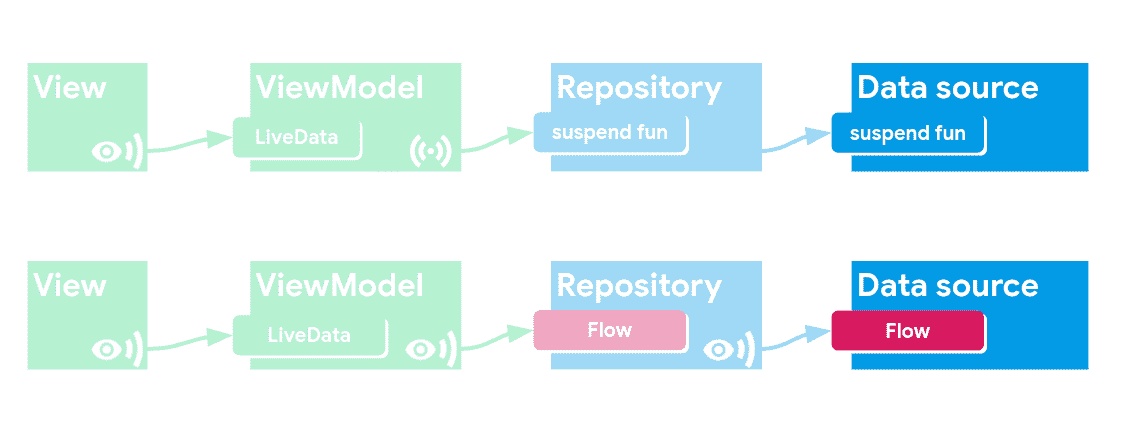 View
ViewModel
Repository
Data source
LiveData
suspend fun
suspend fun
View
ViewModel
Repository
Data source
LiveData
Flow
Flow